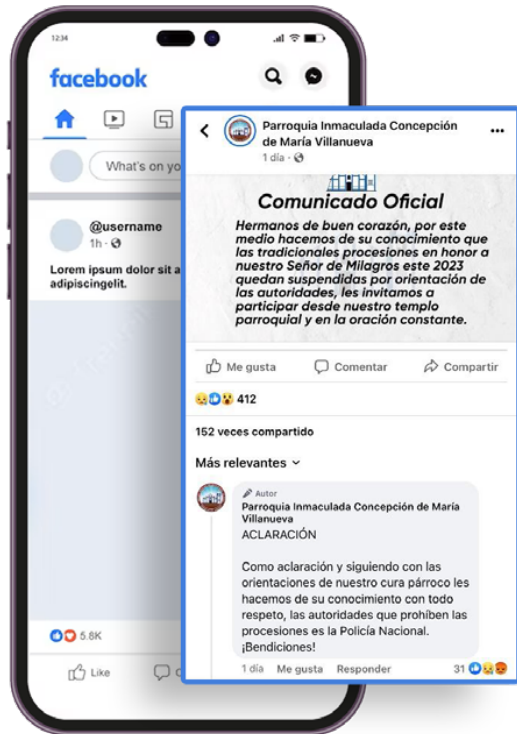 1234
facebook
What's on yo
@username
1h
Lorem ipsum dolor sit a
adipiscingelit.
5.8K
Like
C
Parroquia Inmaculada Concepción
de María Villanueva
1 día
Comunicado Oficial
Hermanos de buen corazón, por este
medio hacemos de su conocimiento que
las tradicionales procesiones en honor a
nuestro Señor de Milagros este 2023
quedan suspendidas por orientación de
las autoridades, les invitamos a
participar desde nuestro templo
parroquial y en la oración constante.
Me gusta Comentar Compartir
412
152 veces compartido
Más relevantes
Autor
Parroquia Inmaculada Concepción de María
Villanueva
ACLARACIÓN
Como aclaración y siguiendo con las
orientaciones de nuestro cura párroco les
hacemos de su conocimiento con todo
respeto, las autoridades que prohíben las
procesiones es la Policía Nacional.
¡Bendiciones!
1 día Me gusta Responder 31